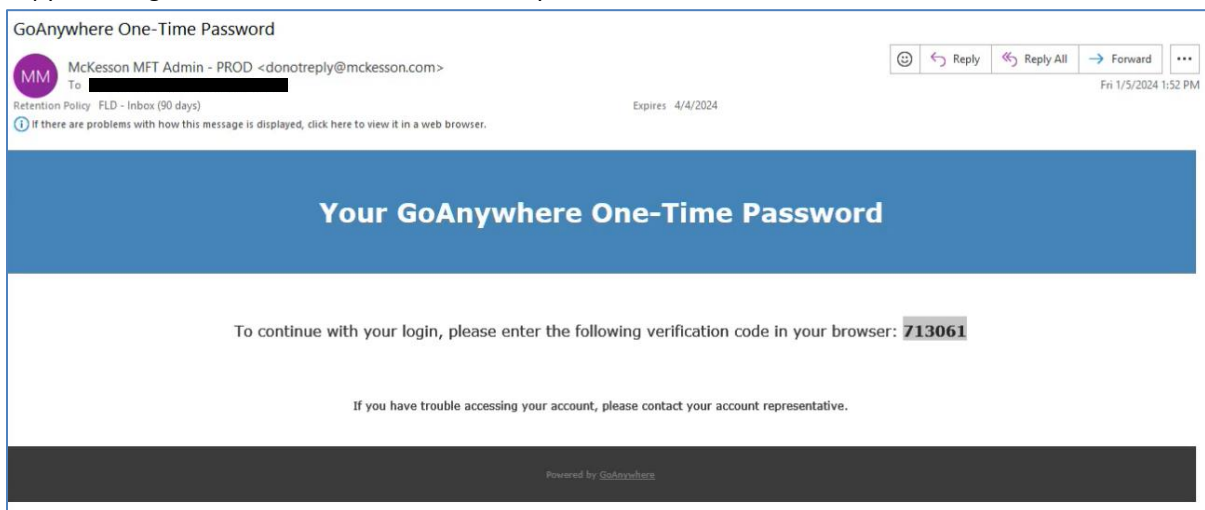 GoAnywhere One-Time Password
MM
McKesson MFT Admin - PROD <donotreply@mckesson.com>
To
Reply
Reply All
Forward
Fri 1/5/2024 1:52 PM
Retention Policy FLD - Inbox (90 days)
Expires 4/4/2024
If there are problems with how this message is displayed, click here to view it in a web browser.
Your GoAnywhere One-Time Password
To continue with your login, please enter the following verification code in your browser: 713061
If you have trouble accessing your account, please contact your account representative.
Powered by GoAnywhere